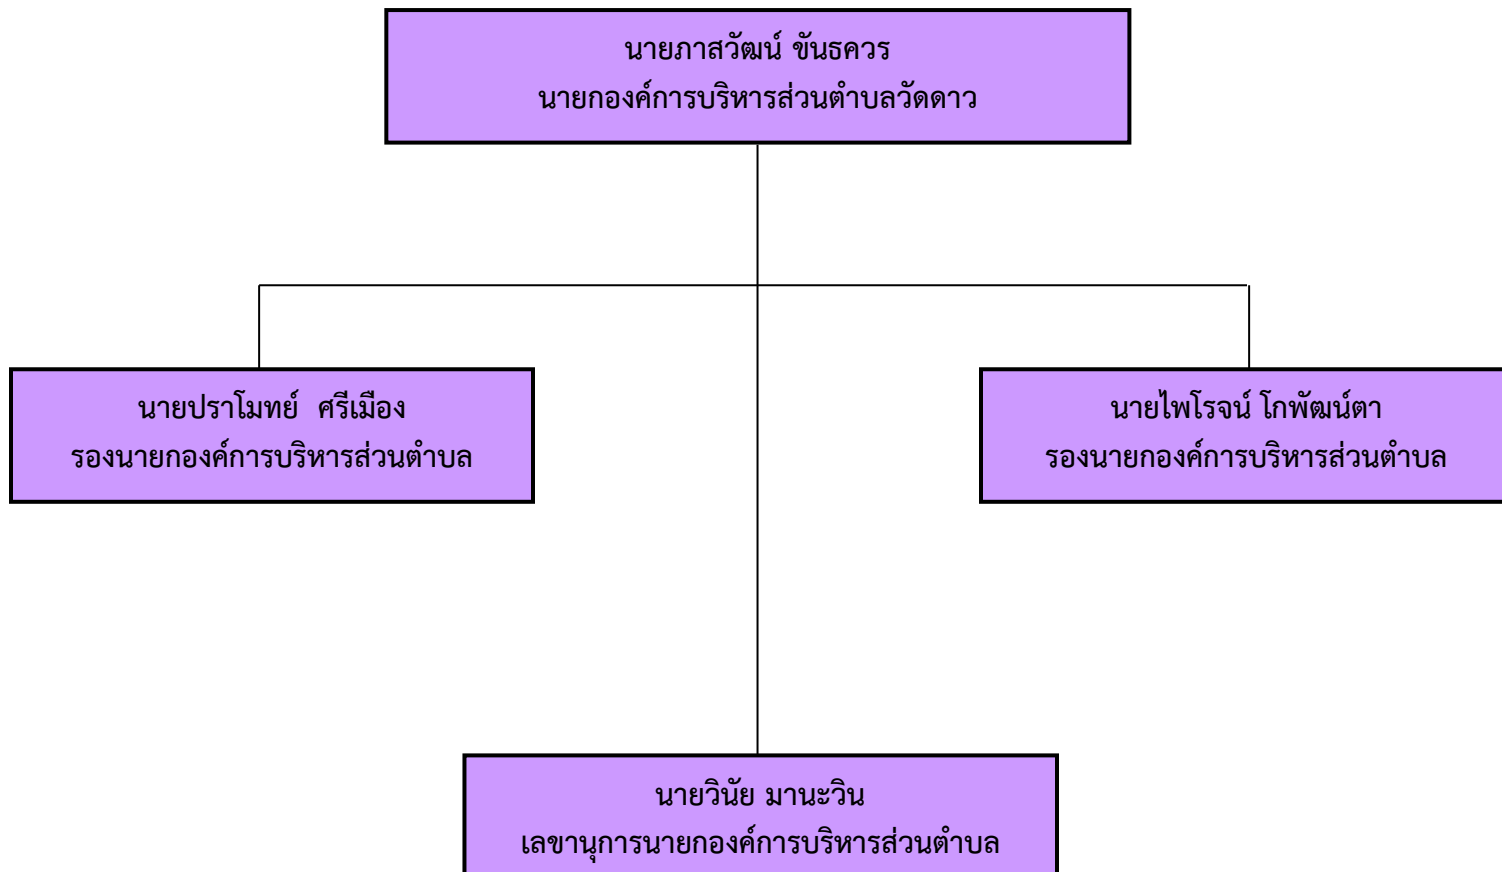 นายภาสวัฒน์ ขันธควร
นายกองค์การบริหารส่วนตำบลวัดดาว
นายปราโมทย์  ศรีเมือง
รองนายกองค์การบริหารส่วนตำบล
นายไพโรจน์ โกพัฒน์ตา
รองนายกองค์การบริหารส่วนตำบล
นายวินัย มานะวิน
เลขานุการนายกองค์การบริหารส่วนตำบล